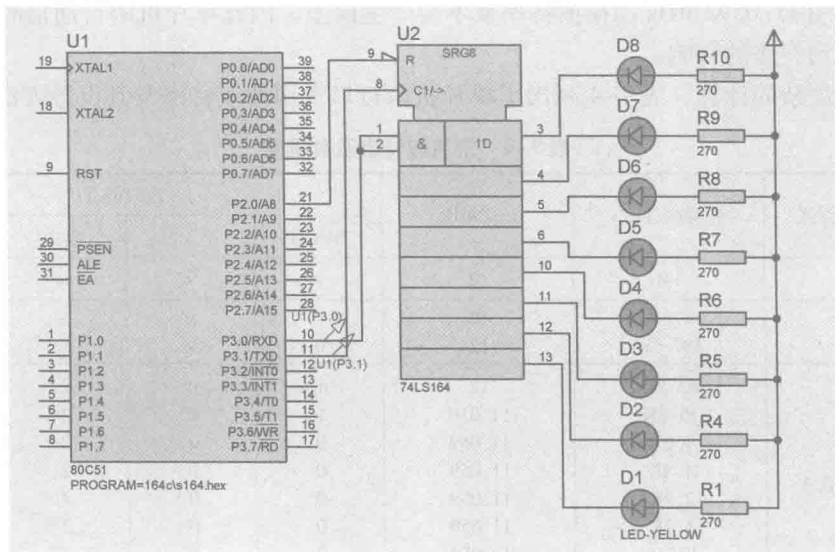 U1
19 XTAL1
18 XTAL2
9 RST
29 PSEN
30 ALE
31 EA
1 P1.0
2 P1.1
3 P1.2
4 P1.3
5 P1.4
6 P1.5
7 P1.6
8 P1.7
P0.0/AD0 39
P0.1/AD1 38
P0.2/AD2 37
P0.3/AD3 36
P0.4/AD4 35
P0.5/AD5 34
P0.6/AD6 33
P0.7/AD7 32
P2.0/A8 21
P2.1/A9 22
P2.2/A10 23
P2.3/A11 24
P2.4/A12 25
P2.5/A13 26
P2.6/A14 27
P2.7/A15 28
U1(P3.0)
P3.0/RXD 10
P3.1/TXD 11
U1(P3.1)
P3.2/INT0 12
P3.3/INT1 13
P3.4/T0 14
P3.5/T1 15
P3.6/WR 16
P3.7/RD 17
80C51
PROGRAM=164c\s164.hex
U2
SRG8
9 R
8 C1/->
1
2
& 1D
3
4
5
6
10
11
12
13
74LS164
D8 R10
270
D7 R9
270
D6 R8
270
D5 R7
270
D4 R6
270
D3 R5
270
D2 R4
270
D1 R1
270
LED-YELLOW